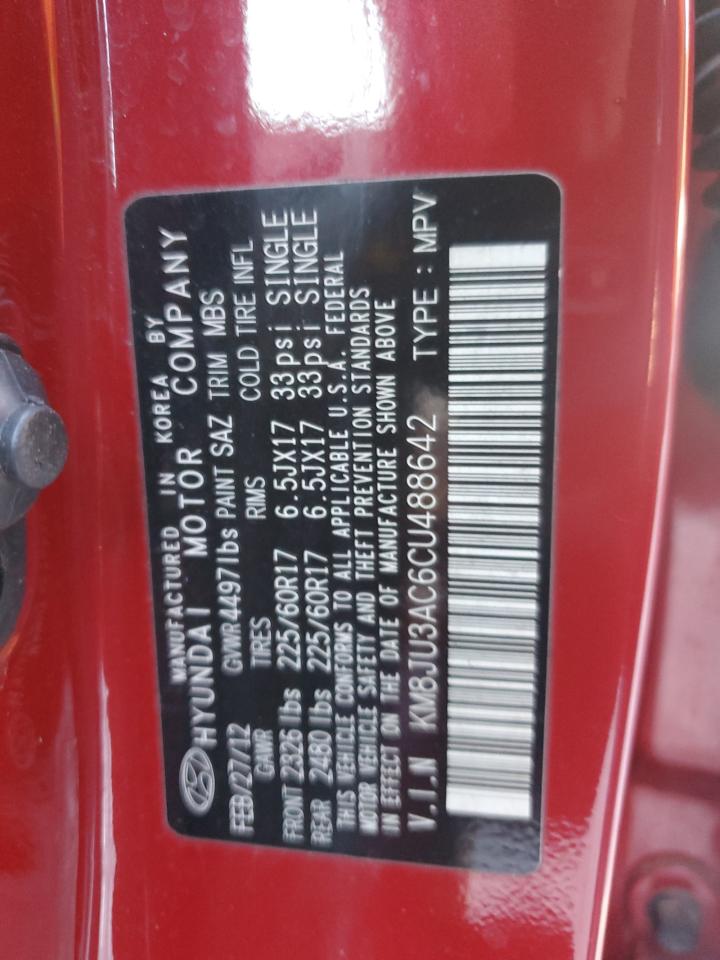 MANUFACTURED IN KOREA BY
HYUNDAI MOTOR COMPANY
FEB/27/12 GVWR 4497lbs PAINT SAZ TRIM MBS
GAWR TIRES RIMS COLD TIRE INFL
FRONT 2326 lbs 225/60R17 6.5JX17 33psi SINGLE
REAR 2480 lbs 225/60R17 6.5JX17 33psi SINGLE
THIS VEHICLE CONFORMS TO ALL APPLICABLE U.S.A. FEDERAL
MOTOR VEHICLE SAFETY AND THEFT PREVENTION STANDARDS
IN EFFECT ON THE DATE OF MANUFACTURE SHOWN ABOVE
V.I.N KM8JU3AC6CU488642 TYPE : MPV